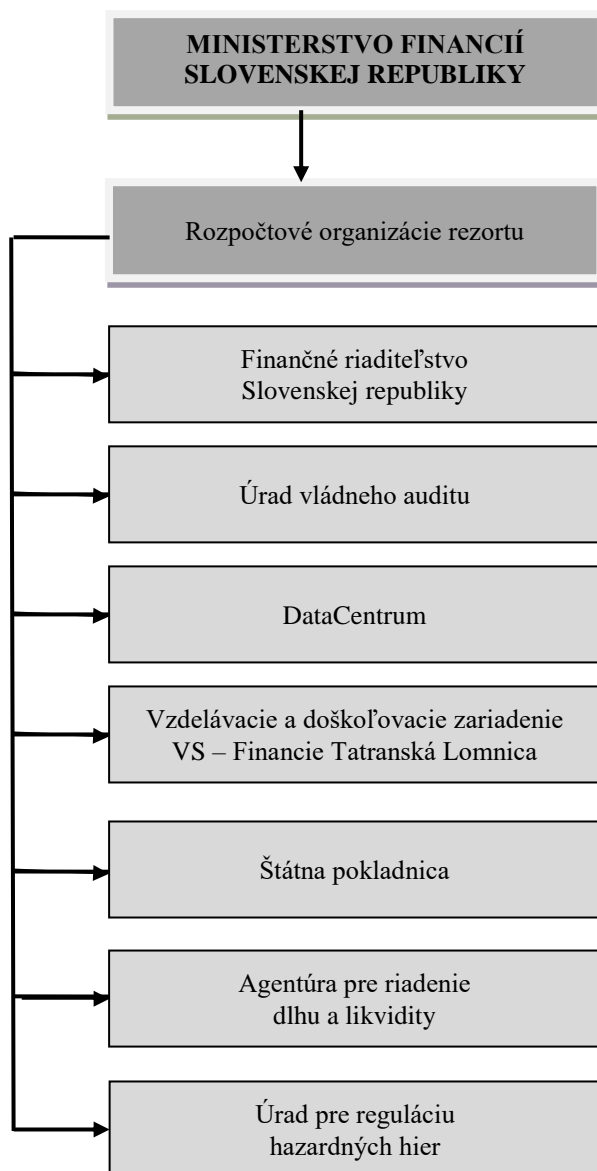 MINISTERSTVO FINANCIÍ
SLOVENSKEJ REPUBLIKY
Rozpočtové organizácie rezortu
Finančné riaditeľstvo
Slovenskej republiky
Úrad vládneho auditu
DataCentrum
Vzdelávacie a doškoľovacie zariadenie
VS – Financie Tatranská Lomnica
Štátna pokladnica
Agentúra pre riadenie
dlhu a likvidity
Úrad pre reguláciu
hazardných hier